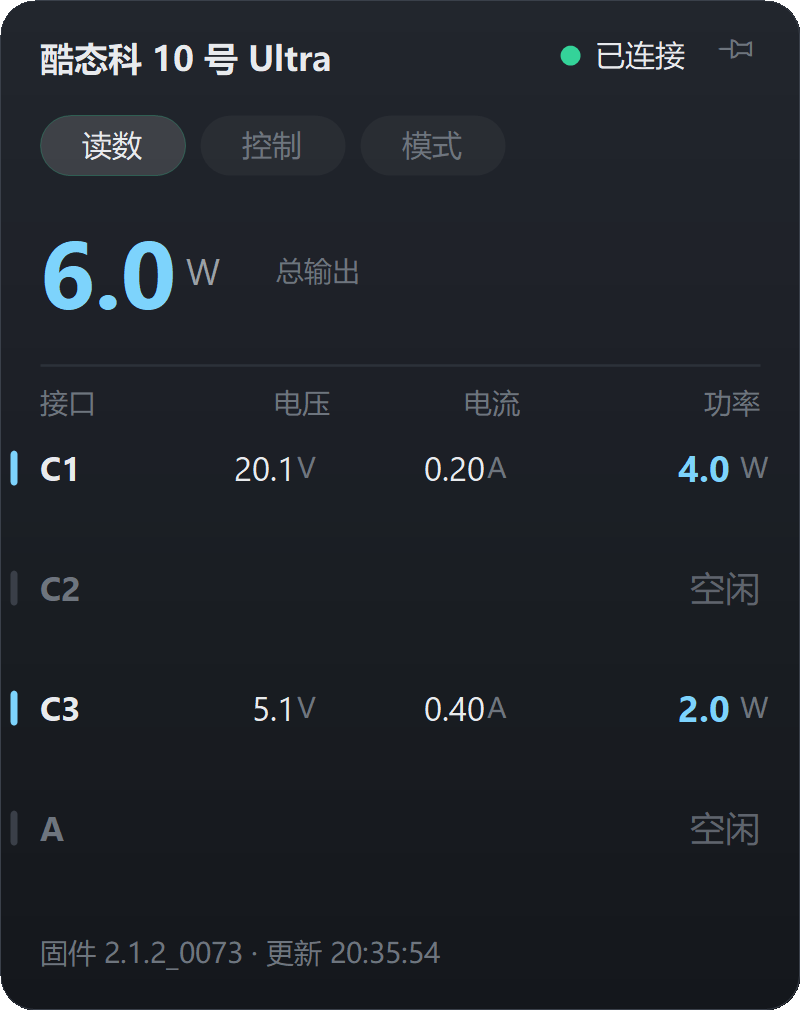 酷态科 10 号 Ultra 已连接
读数 控制 模式
6.0 W 总输出
接口 电压 电流 功率
C1 20.1V 0.20A 4.0 W
C2 空闲
C3 5.1V 0.40A 2.0 W
A 空闲
固件 2.1.2_0073 · 更新 20:35:54